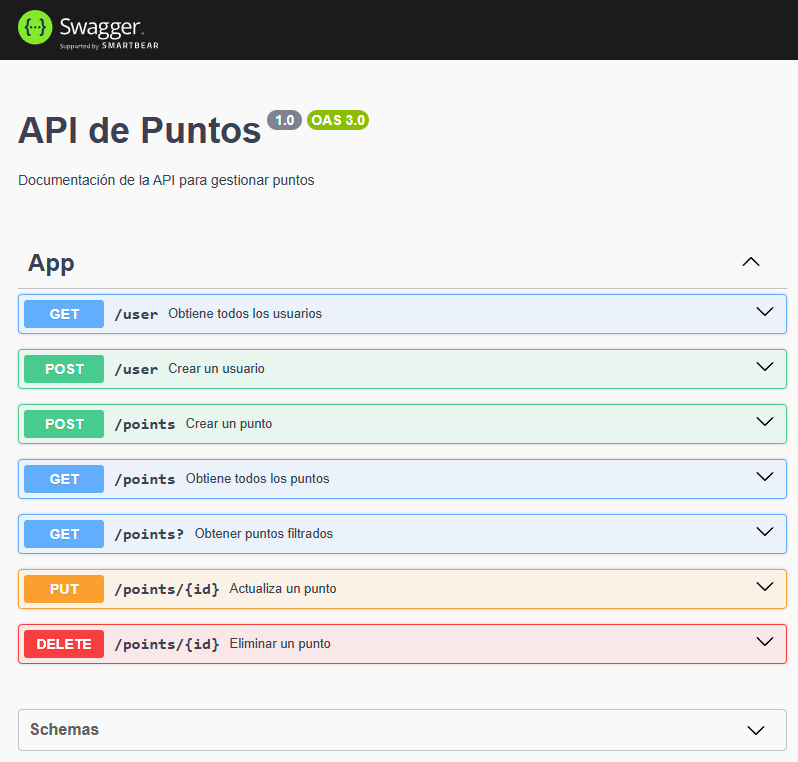 Swagger.
Supported by SMARTBEAR
API de Puntos 1.0 OAS 3.0
Documentación de la API para gestionar puntos
App
GET /user Obtiene todos los usuarios
POST /user Crear un usuario
POST /points Crear un punto
GET /points Obtiene todos los puntos
GET /points? Obtener puntos filtrados
PUT /points/{id} Actualiza un punto
DELETE /points/{id} Eliminar un punto
Schemas